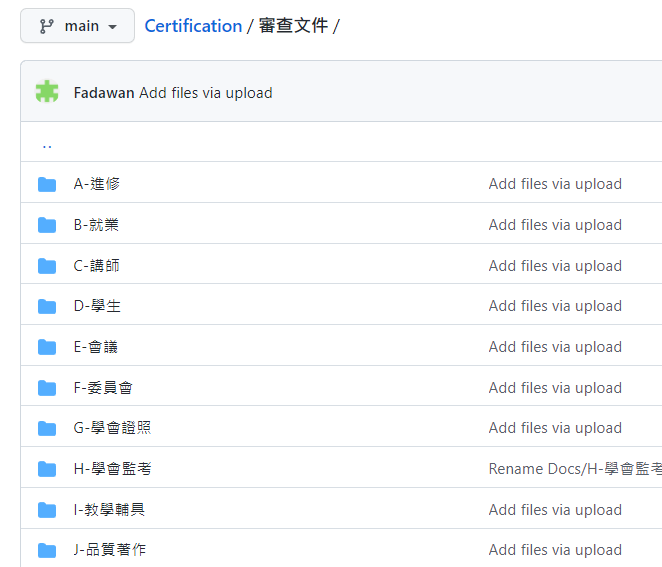 main Certification / 審查文件 /
Fadawan Add files via upload
..
A-進修 Add files via upload
B-就業 Add files via upload
C-講師 Add files via upload
D-學生 Add files via upload
E-會議 Add files via upload
F-委員會 Add files via upload
G-學會證照 Add files via upload
H-學會監考 Rename Docs/H-學會監考
I-教學輔具 Add files via upload
J-品質著作 Add files via upload